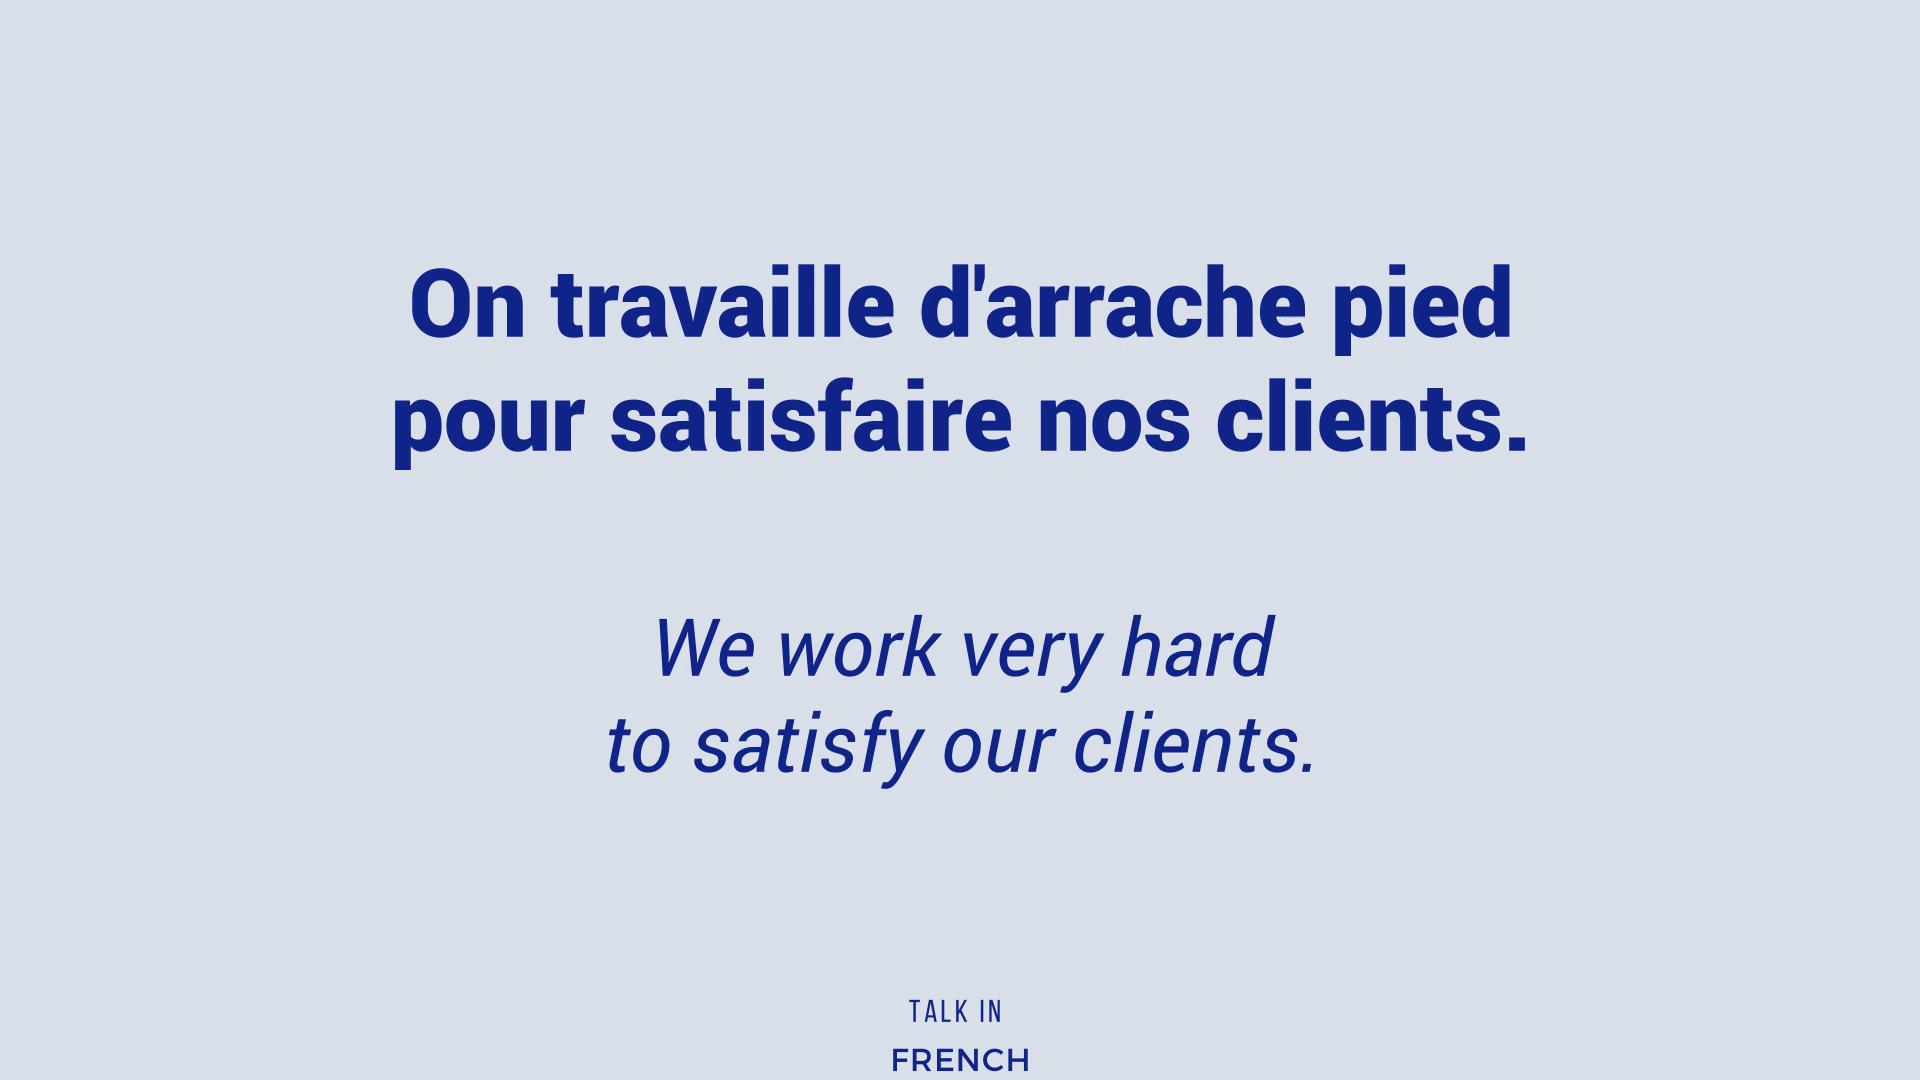 On travaille d'arrache pied
pour satisfaire nos clients.
We work very hard
to satisfy our clients.
TALK IN
FRENCH